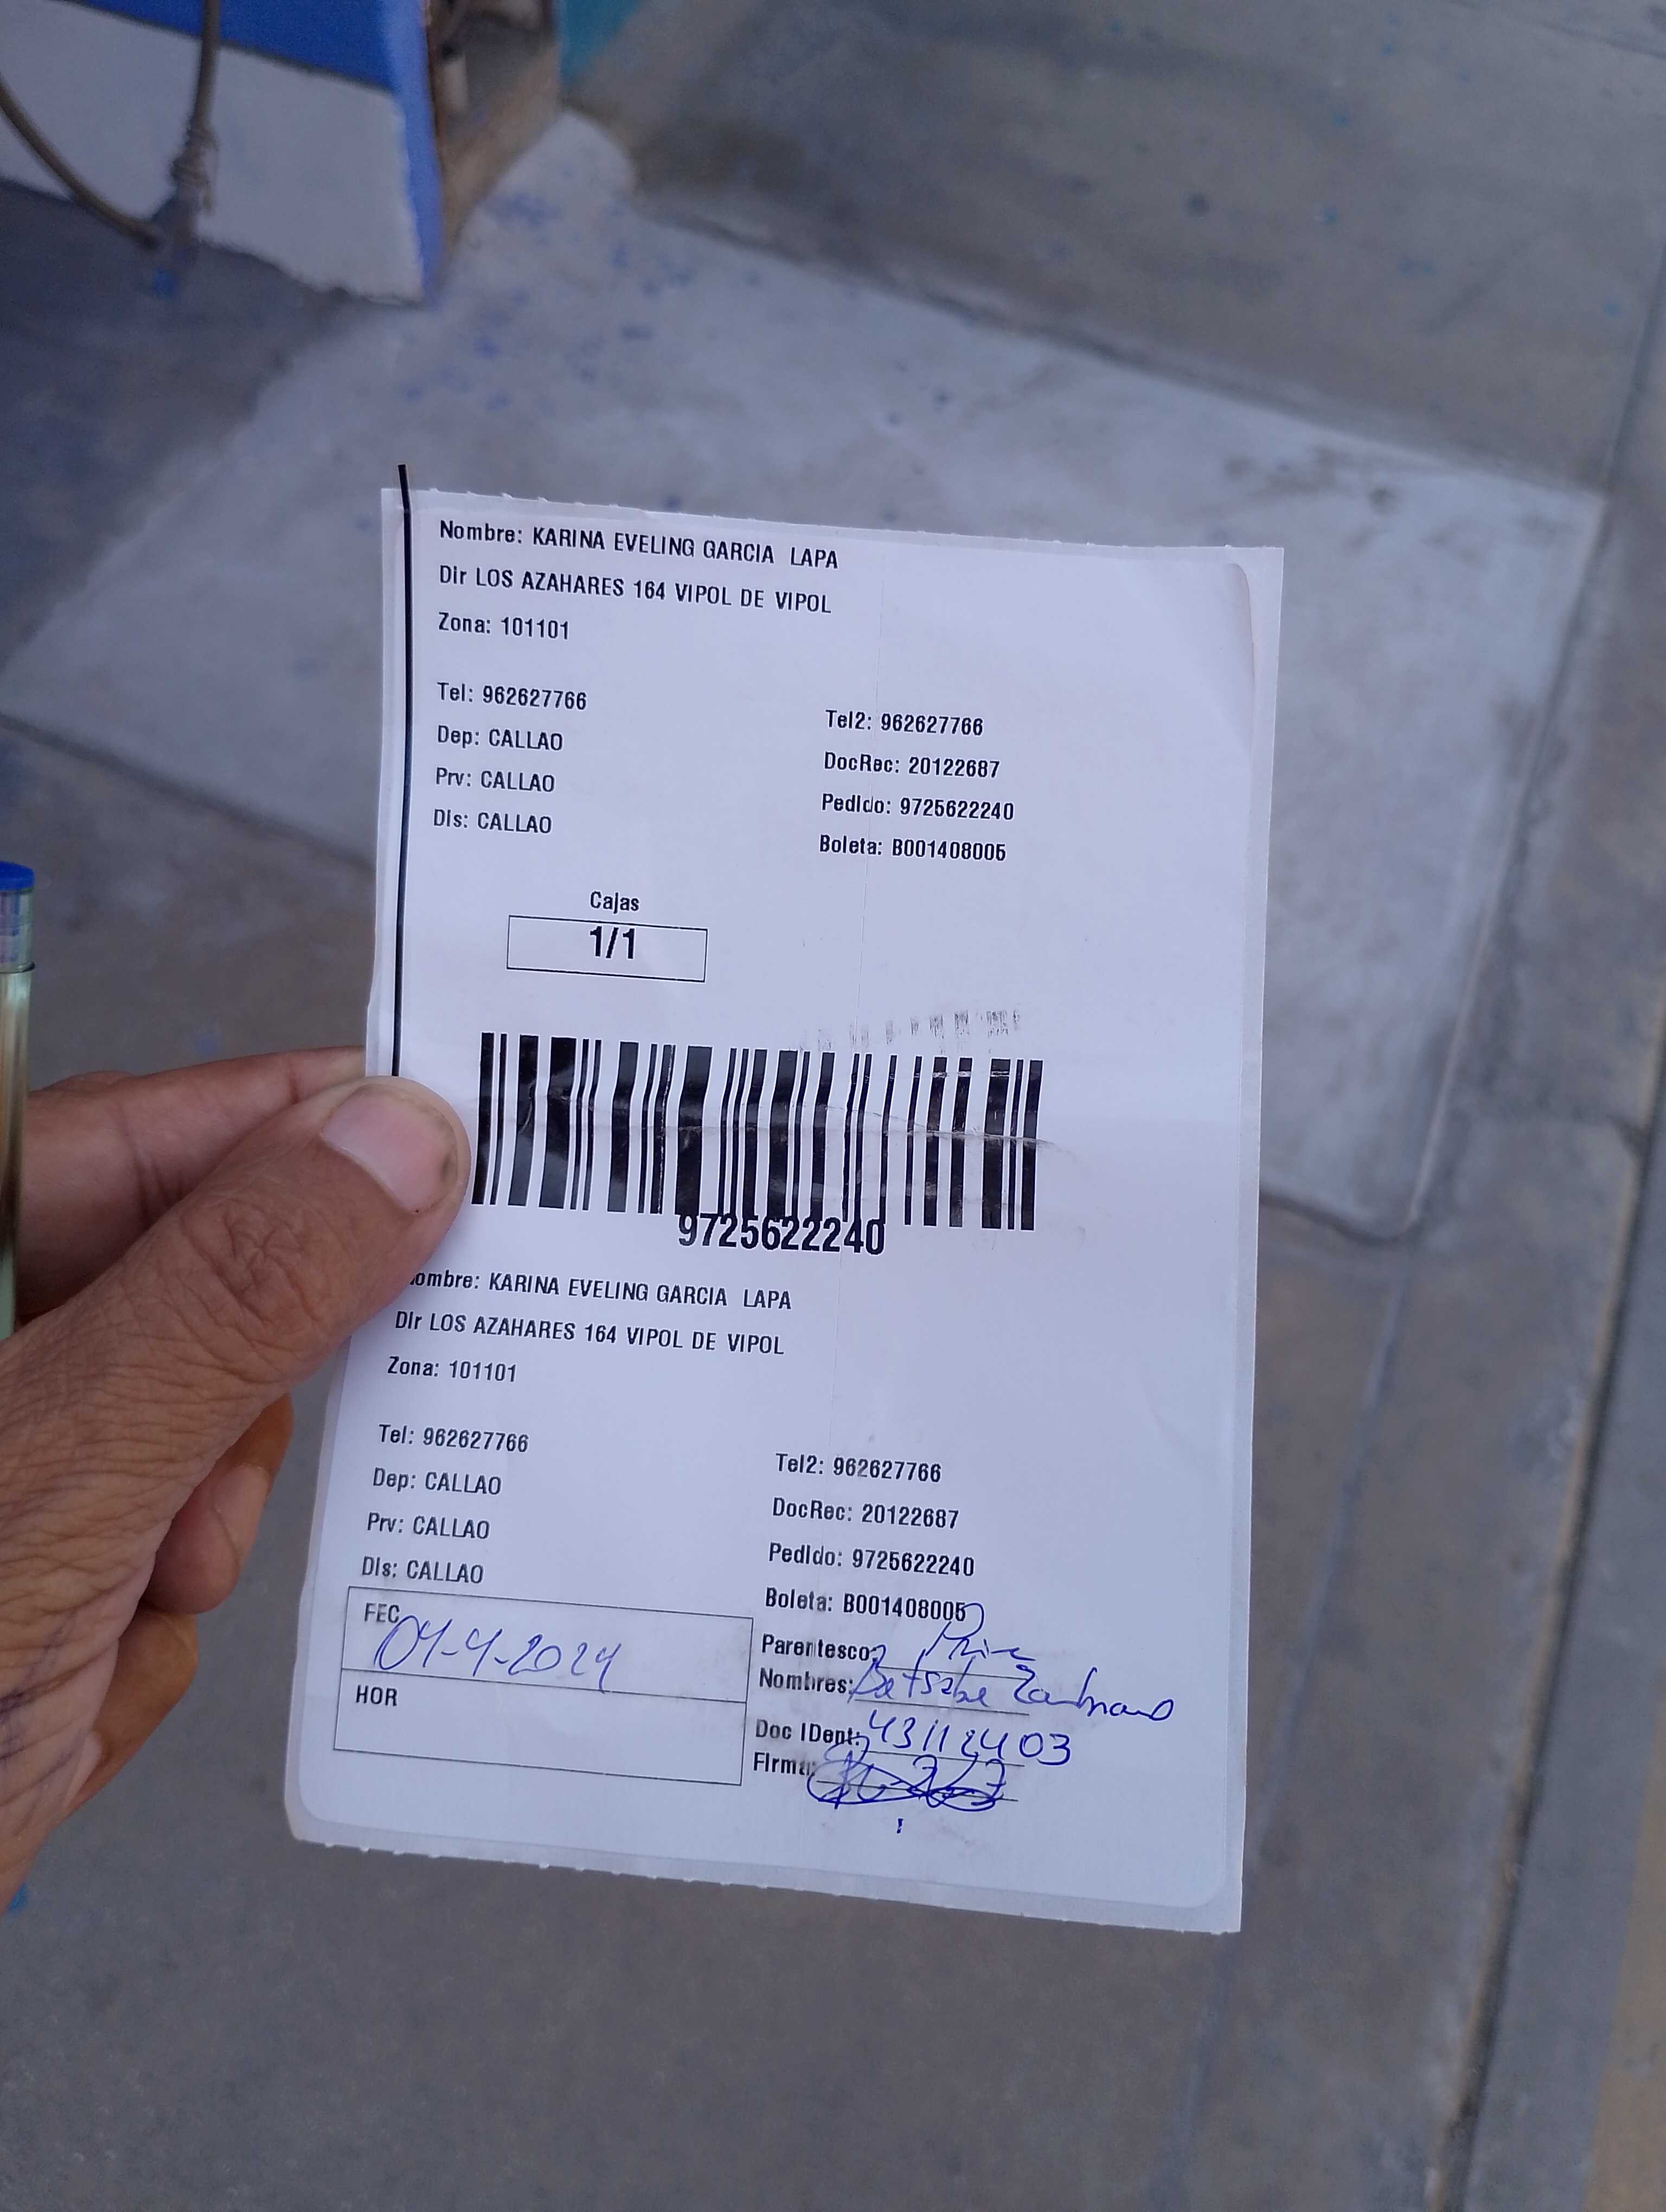 Nombre: KARINA EVELING GARCIA LAPA
Dir LOS AZAHARES 164 VIPOL DE VIPOL
Zona: 101101
Tel: 962627766
Tel2: 962627766
Dep: CALLAO
DocRec: 20122687
Prv: CALLAO
Pedido: 9725622240
Dis: CALLAO
Boleta: B001408005
Cajas
1/1
9725622240
ombre: KARINA EVELING GARCIA LAPA
Dir LOS AZAHARES 164 VIPOL DE VIPOL
Zona: 101101
Tel: 962627766
Tel2: 962627766
Dep: CALLAO
DocRec: 20122687
Prv: CALLAO
Pedido: 9725622240
Dis: CALLAO
Boleta: B001408005
FEC 04-4-2024
Parentesco:
Nombres: Betsabe Zambrano
HOR
Doc IDent: 43112403
Firma: